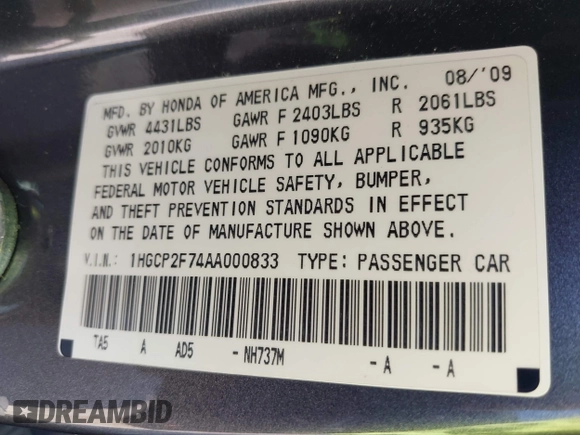 MFD. BY HONDA OF AMERICA MFG., INC. 08/'09
GVWR 4431LBS GAWR F 2403LBS R 2061LBS
GVWR 2010KG GAWR F 1090KG R 935KG
THIS VEHICLE CONFORMS TO ALL APPLICABLE
FEDERAL MOTOR VEHICLE SAFETY, BUMPER,
AND THEFT PREVENTION STANDARDS IN EFFECT
ON THE DATE OF MANUFACTURE SHOWN ABOVE.
V.I.N.: 1HGCP2F74AA000833 TYPE: PASSENGER CAR
TA5 A AD5 - NH737M - A - A
DREAMBID